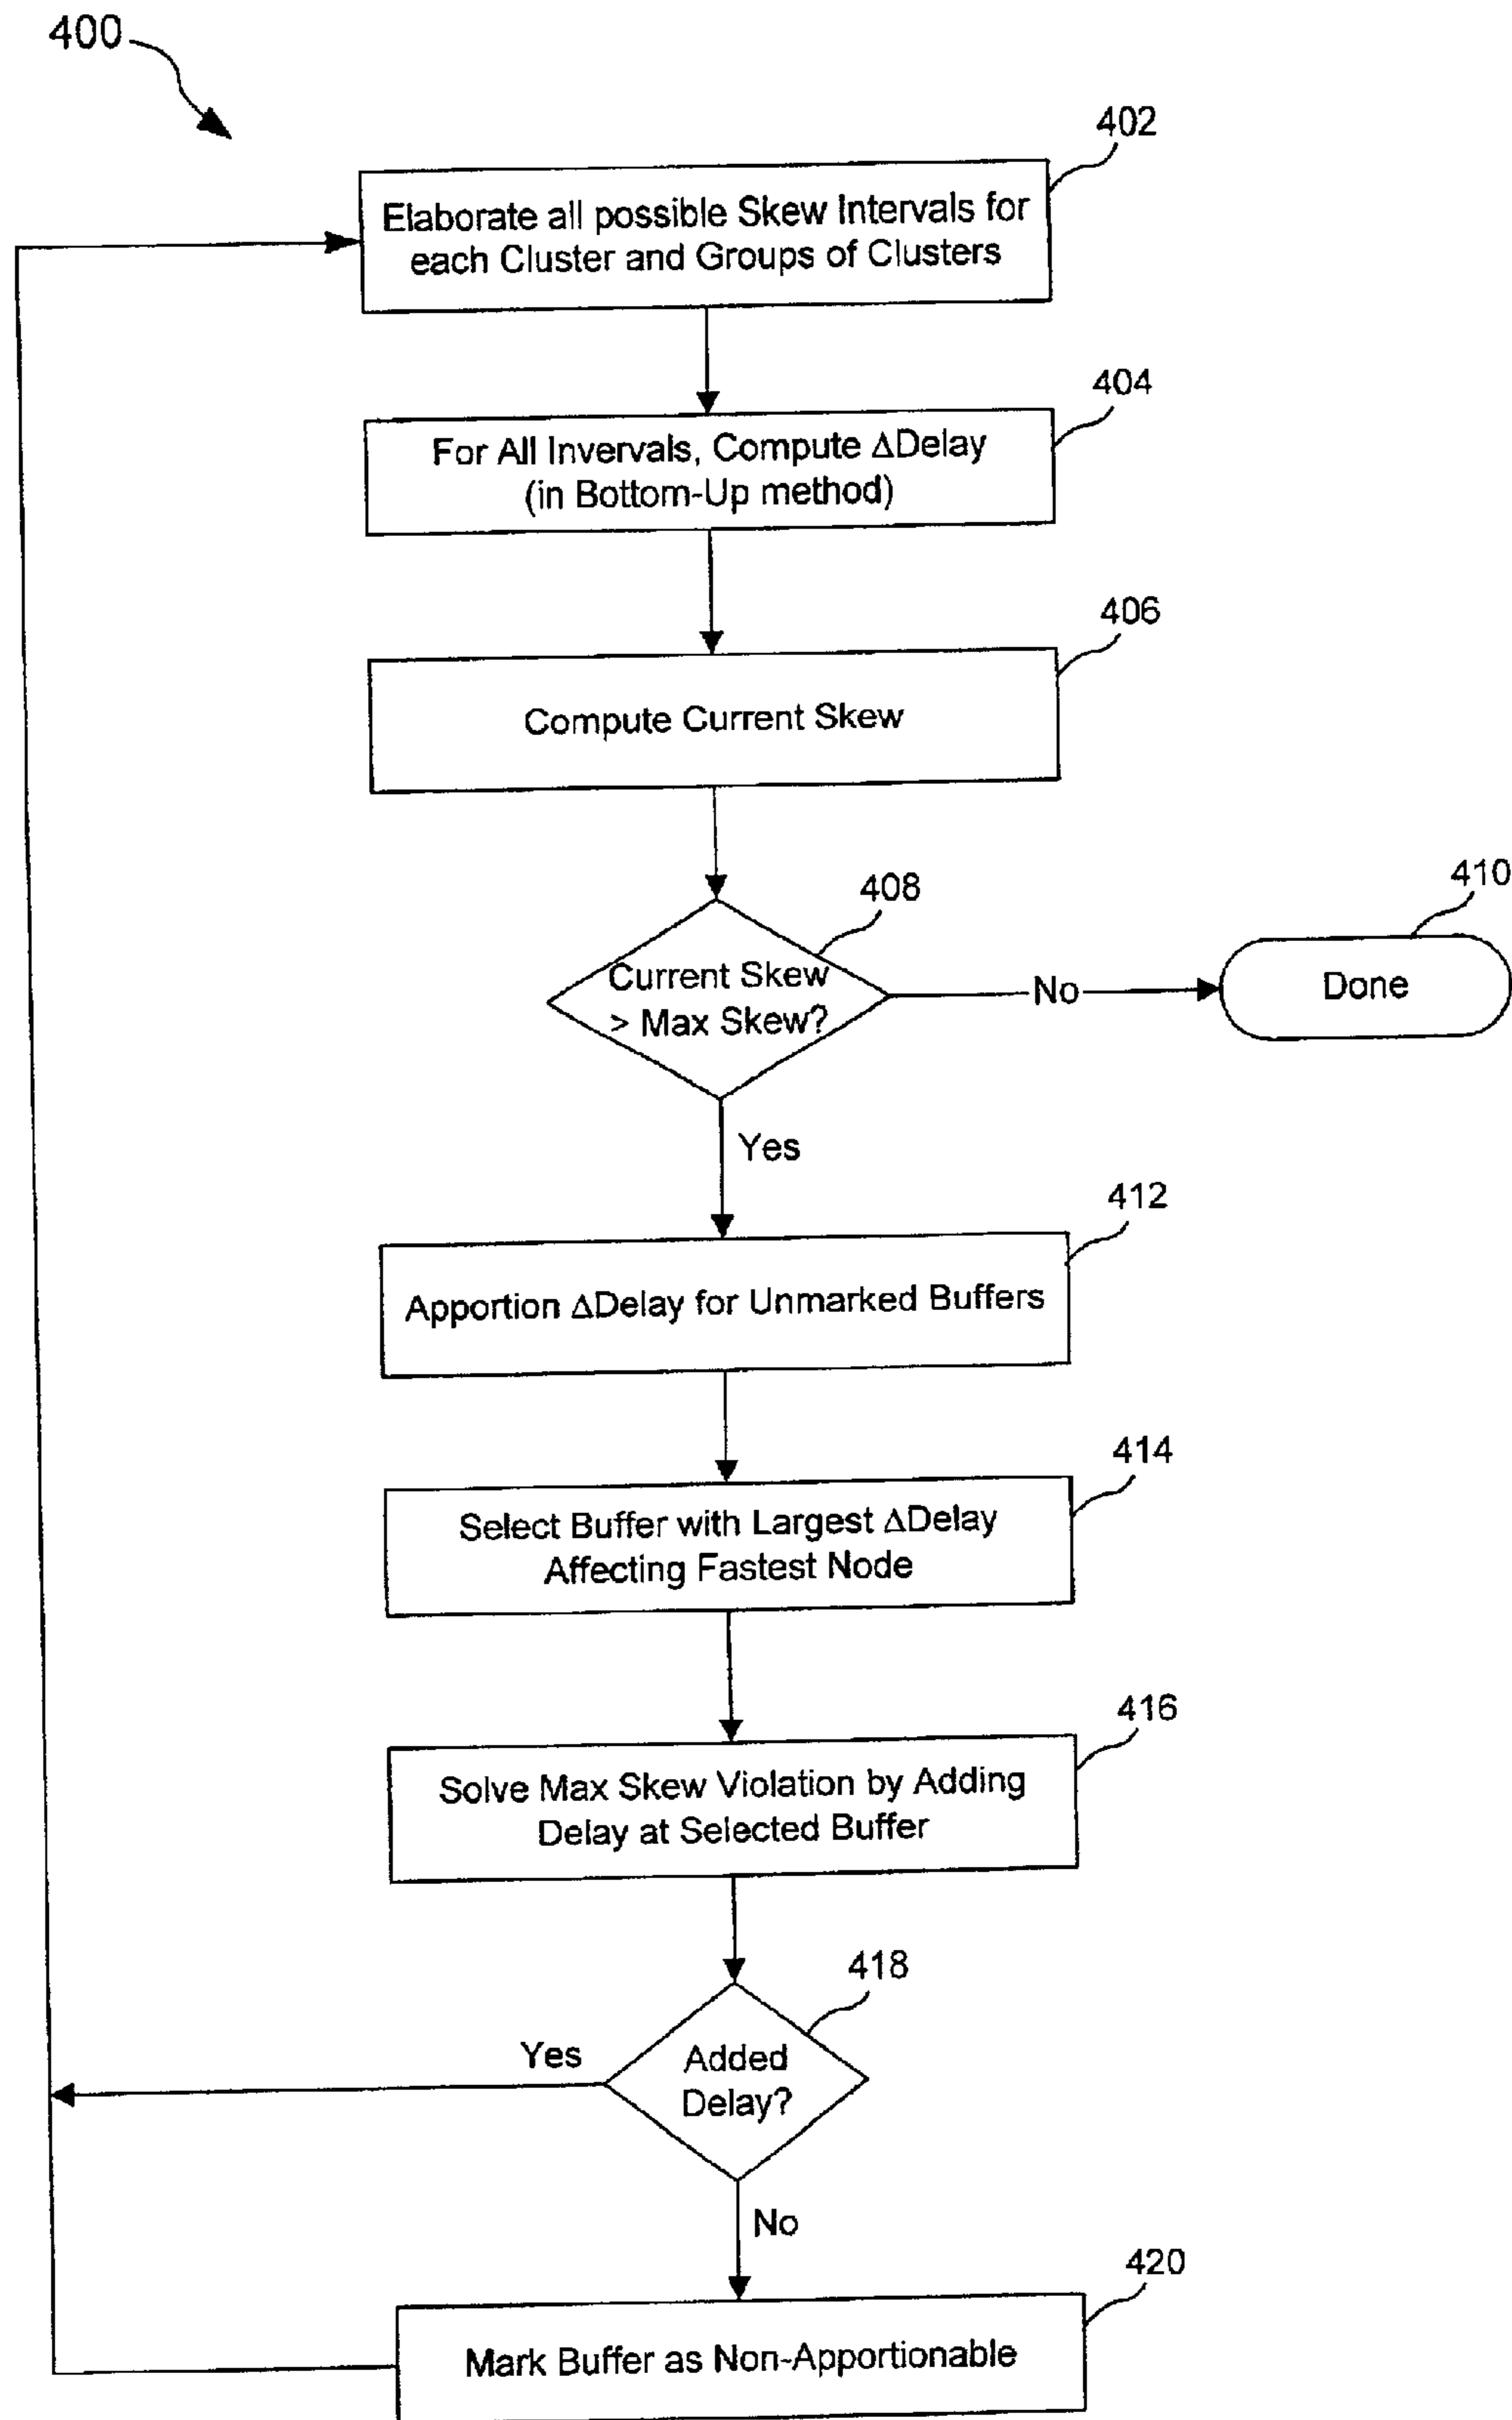 400
402
Elaborate all possible Skew Intervals for
each Cluster and Groups of Clusters
404
For All Invervals, Compute ΔDelay
(in Bottom-Up method)
406
Compute Current Skew
408
410
Current Skew
> Max Skew?
No
Done
Yes
412
Apportion ΔDelay for Unmarked Buffers
414
Select Buffer with Largest ΔDelay
Affecting Fastest Node
416
Solve Max Skew Violation by Adding
Delay at Selected Buffer
418
Yes
Added
Delay?
No
420
Mark Buffer as Non-Apportionable